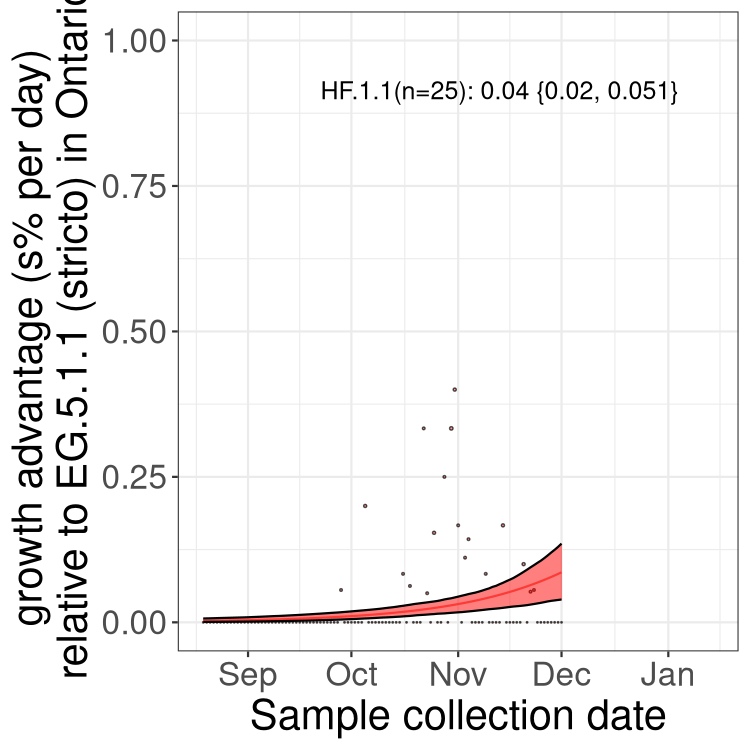 growth advantage (s% per day)
relative to EG.5.1.1 (stricto) in Ontario
1.00
0.75
0.50
0.25
0.00
HF.1.1(n=25): 0.04 {0.02, 0.051}
Sep Oct Nov Dec Jan
Sample collection date